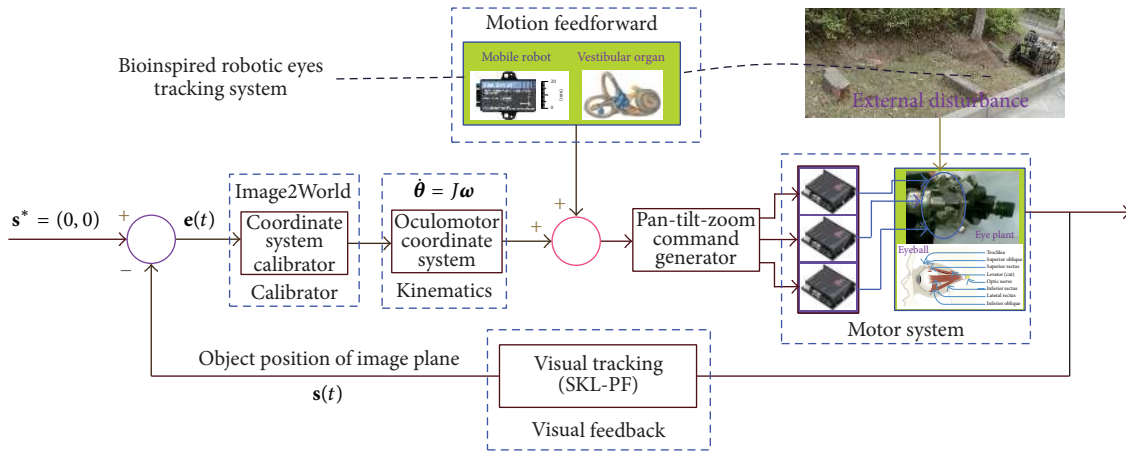 Motion feedforward
Mobile robot
Vestibular organ
20
(mm)
0
Bioinspired robotic eyes
tracking system
External disturbance
s* = (0, 0)
+
−
e(t)
Image2World
Coordinate
system
calibrator
Calibrator
θ̇ = Jω
Oculomotor
coordinate
system
Kinematics
+
+
Pan-tilt-zoom
command
generator
Eye plant
Eyeball
Trochlea
Superior oblique
Superior rectus
Levator (cut)
Optic nerve
Inferior rectus
Lateral rectus
Inferior oblique
Motor system
Object position of image plane
s(t)
Visual tracking
(SKL-PF)
Visual feedback